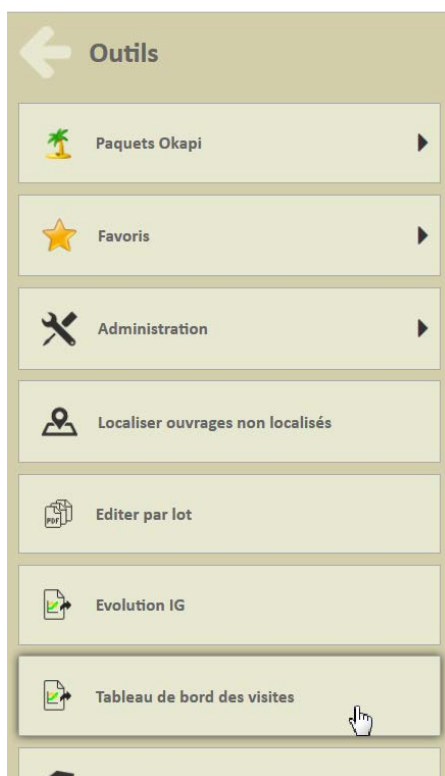 Outils
Paquets Okapi
Favoris
Administration
Localiser ouvrages non localisés
PDF
Editer par lot
Evolution IG
Tableau de bord des visites